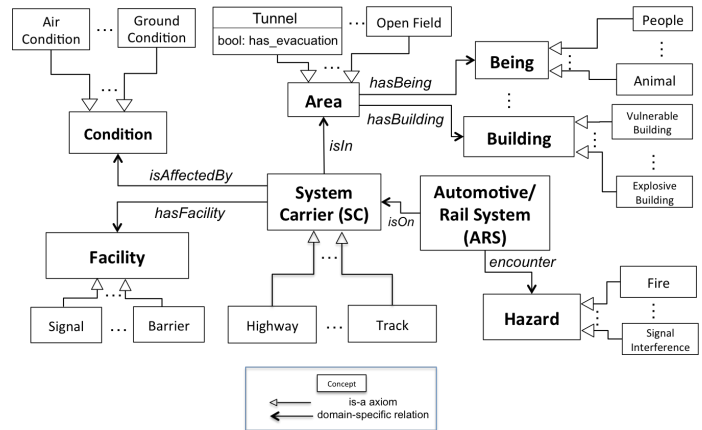 Air
Condition
...
Ground
Condition
Tunnel
bool: has_evacuation
...
Open Field
People
...
Being
Animal
...
hasBeing
Area
hasBuilding
...
Condition
Vulnerable
Building
Building
...
isIn
Explosive
Building
isAffectedBy
System
Carrier (SC)
Automotive/
Rail System
(ARS)
isOn
hasFacility
Facility
encounter
...
...
Fire
Hazard
...
Signal
Interference
Signal
...
Barrier
Highway
...
Track
Concept
is-a axiom
domain-specific relation